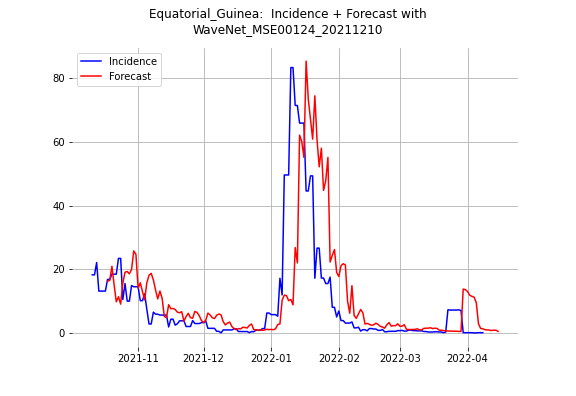 Equatorial_Guinea:  Incidence + Forecast with
WaveNet_MSE00124_20211210
Incidence
Forecast
80
60
40
20
0
2021-11
2021-12
2022-01
2022-02
2022-03
2022-04